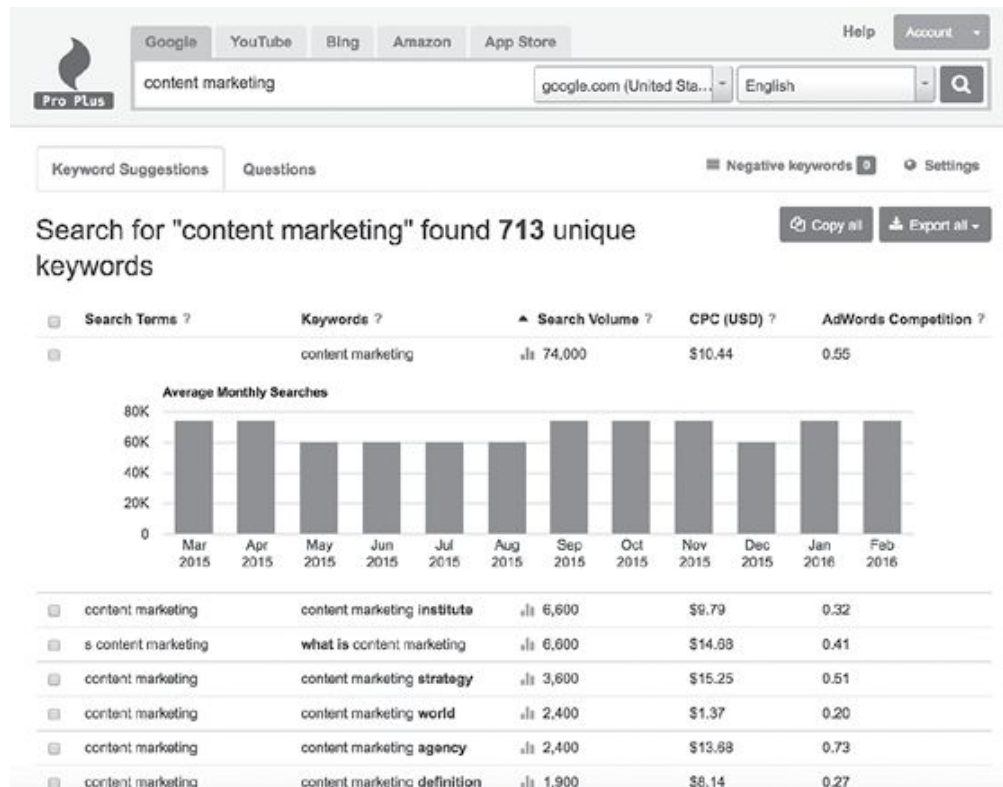 Google YouTube Bing Amazon App Store Help Account
Pro Plus
content marketing google.com (United Sta... English
Keyword Suggestions Questions Negative keywords 0 Settings
Search for "content marketing" found 713 unique
keywords
Copy all Export all
Search Terms ? Keywords ? Search Volume ? CPC (USD) ? AdWords Competition ?
content marketing 74,000 $10.44 0.55
Average Monthly Searches
80K
60K
40K
20K
0
Mar 2015 Apr 2015 May 2015 Jun 2015 Jul 2015 Aug 2015 Sep 2015 Oct 2015 Nov 2015 Dec 2015 Jan 2016 Feb 2016
content marketing content marketing institute 6,600 $9.79 0.32
s content marketing what is content marketing 6,600 $14.68 0.41
content marketing content marketing strategy 3,600 $15.25 0.51
content marketing content marketing world 2,400 $1.37 0.20
content marketing content marketing agency 2,400 $13.68 0.73
content marketing content marketing definition 1,900 $8.14 0.27